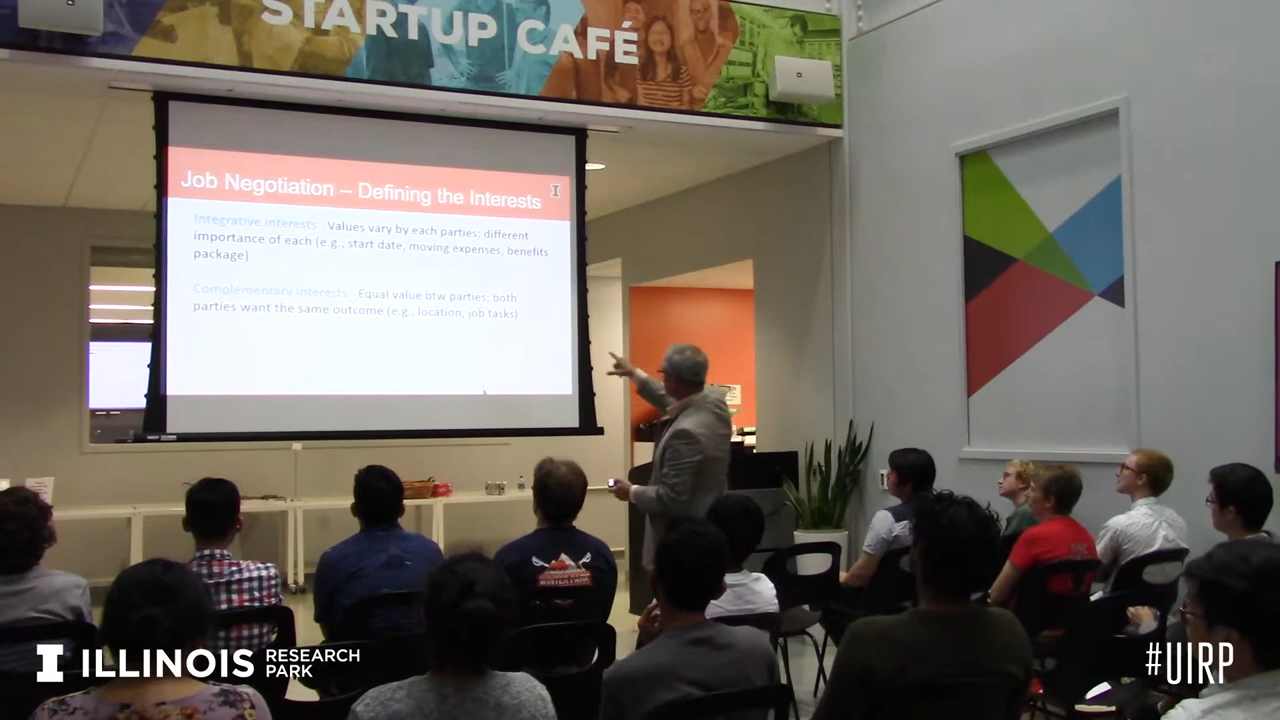 STARTUP CAFÉ
Job Negotiation – Defining the Interests
I
Integrative Interests - Values vary by each parties; different
importance of each (e.g., start date, moving expenses, benefits
package)
Complementary Interests - Equal value btw parties; both
parties want the same outcome (e.g., location, job tasks)
I ILLINOIS RESEARCH
PARK
#UIRP